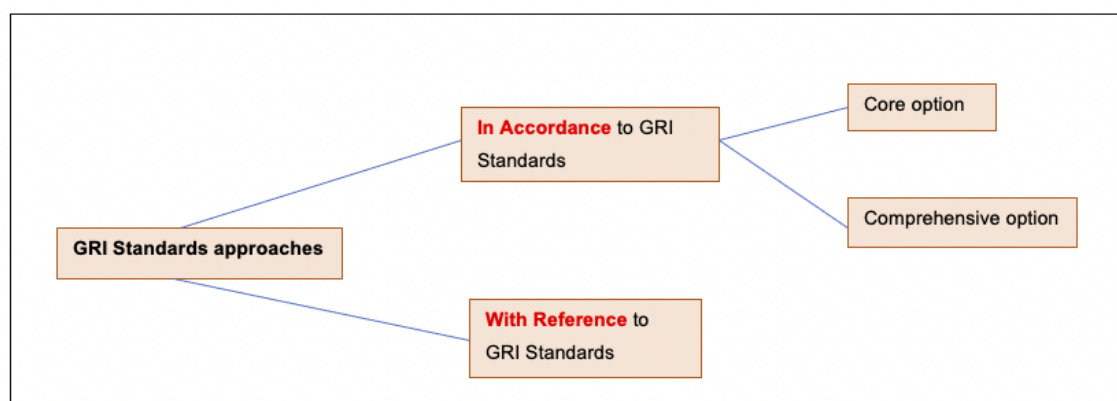 GRI Standards approaches
In Accordance to GRI
Standards
With Reference to
GRI Standards
Core option
Comprehensive option